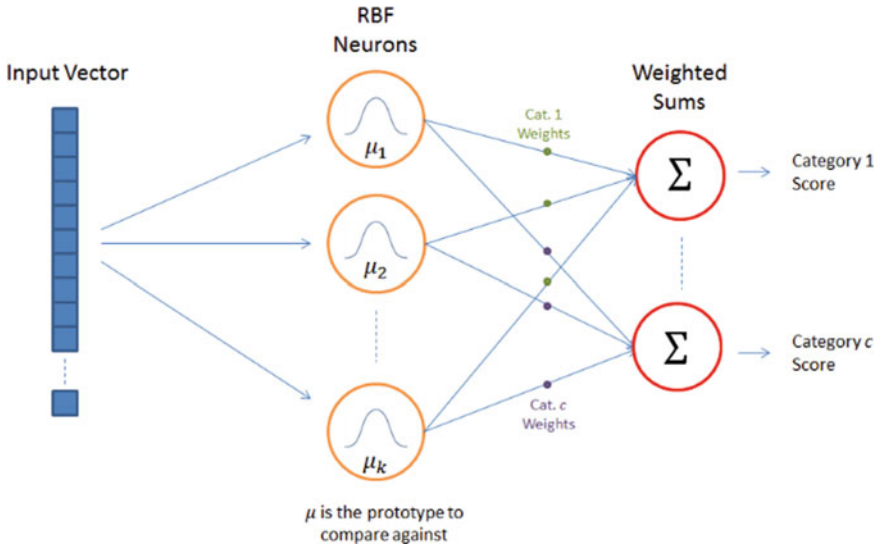 RBF
Neurons
Input Vector
Weighted
Sums
Cat. 1
Weights
μ₁
Σ
Category 1
Score
μ₂
Σ
Category c
Score
Cat. c
Weights
μₖ
μ is the prototype to
compare against